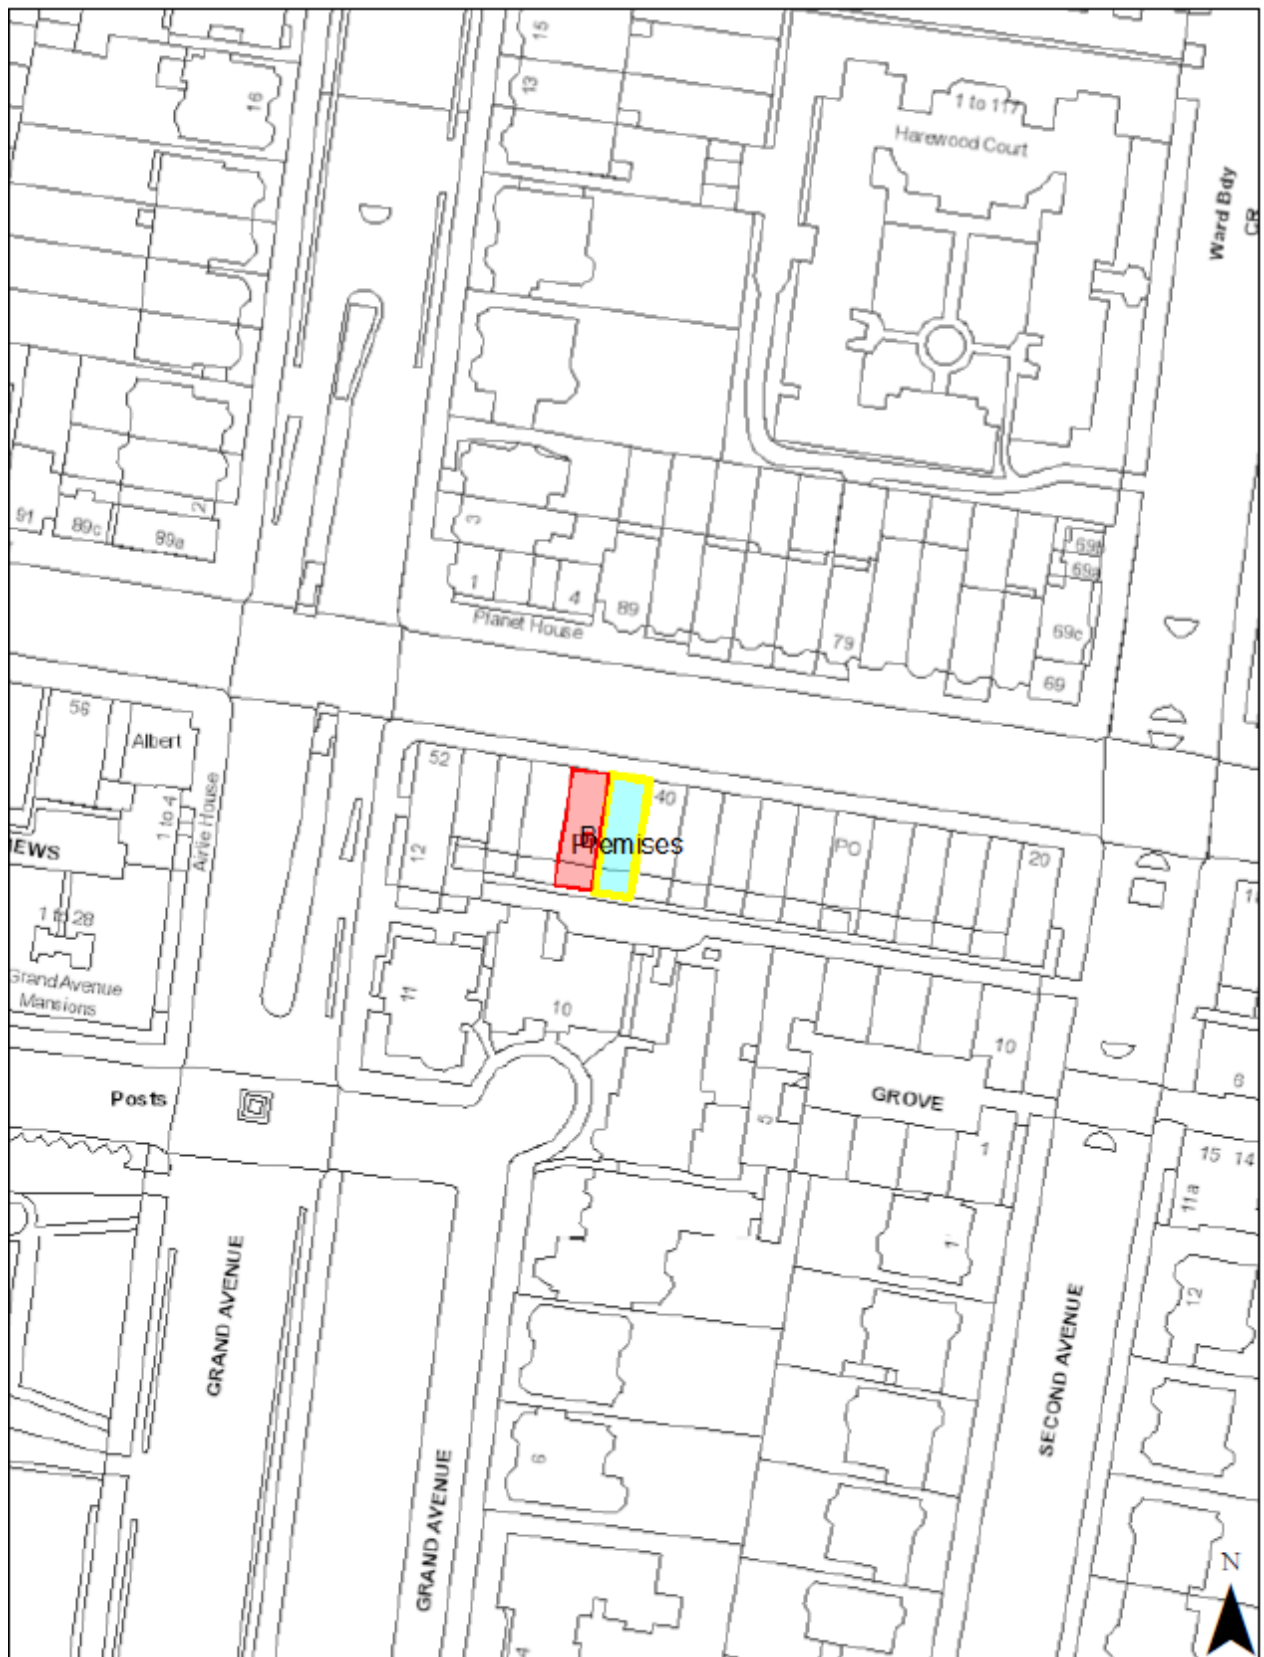 15
13
16
1 to 117
Harewood Court
Ward Bdy
CR
3
2
91
89c
89a
1
4
Planet House
89
79
69b
69a
69c
69
56
Albert
1 to 4
Airlie House
52
40
12
Premises
PO
20
1 to 28
Grand Avenue
Mansions
11
10
10
GROVE
6
Posts
5
1
15 14
11a
1
12
GRAND AVENUE
SECOND AVENUE
GRAND AVENUE
6
N